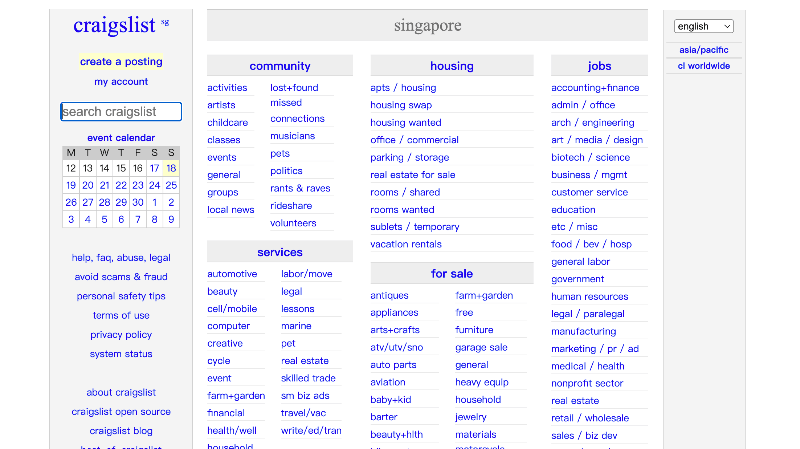 craigslist sg
create a posting
my account
search craigslist
event calendar
M T W T F S S
12 13 14 15 16 17 18
19 20 21 22 23 24 25
26 27 28 29 30 1 2
3 4 5 6 7 8 9
help, faq, abuse, legal
avoid scams & fraud
personal safety tips
terms of use
privacy policy
system status
about craigslist
craigslist open source
craigslist blog
best-of-craigslist
singapore
community
activities
artists
childcare
classes
events
general
groups
local news
lost+found
missed
connections
musicians
pets
politics
rants & raves
rideshare
volunteers
services
automotive
beauty
cell/mobile
computer
creative
cycle
event
farm+garden
financial
health/well
household
labor/move
legal
lessons
marine
pet
real estate
skilled trade
sm biz ads
travel/vac
write/ed/tran
housing
apts / housing
housing swap
housing wanted
office / commercial
parking / storage
real estate for sale
rooms / shared
rooms wanted
sublets / temporary
vacation rentals
for sale
antiques
appliances
arts+crafts
atv/utv/sno
auto parts
aviation
baby+kid
barter
beauty+hlth
farm+garden
free
furniture
garage sale
general
heavy equip
household
jewelry
materials
motorcycle
jobs
accounting+finance
admin / office
arch / engineering
art / media / design
biotech / science
business / mgmt
customer service
education
etc / misc
food / bev / hosp
general labor
government
human resources
legal / paralegal
manufacturing
marketing / pr / ad
medical / health
nonprofit sector
real estate
retail / wholesale
sales / biz dev
english
asia/pacific
cl worldwide